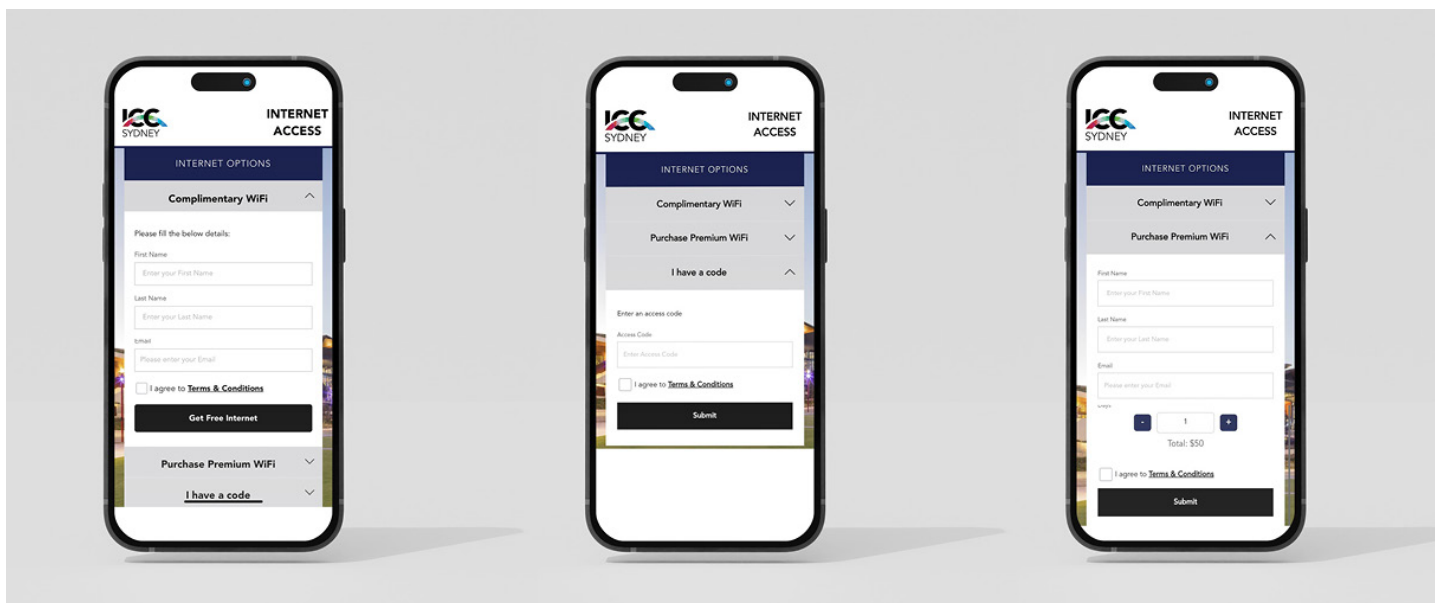 ICC
SYDNEY
INTERNET
ACCESS
INTERNET OPTIONS
Complimentary WiFi
Please fill the below details:
First Name
Enter your First Name
Last Name
Enter your Last Name
Email
Please enter your Email
I agree to Terms & Conditions
Get Free Internet
Purchase Premium WiFi
I have a code
ICC
SYDNEY
INTERNET
ACCESS
INTERNET OPTIONS
Complimentary WiFi
Purchase Premium WiFi
I have a code
Enter an access code
Access Code
Enter Access Code
I agree to Terms & Conditions
Submit
ICC
SYDNEY
INTERNET
ACCESS
INTERNET OPTIONS
Complimentary WiFi
Purchase Premium WiFi
First Name
Enter your First Name
Last Name
Enter your Last Name
Email
Please enter your Email
Days
- 1 +
Total: $50
I agree to Terms & Conditions
Submit